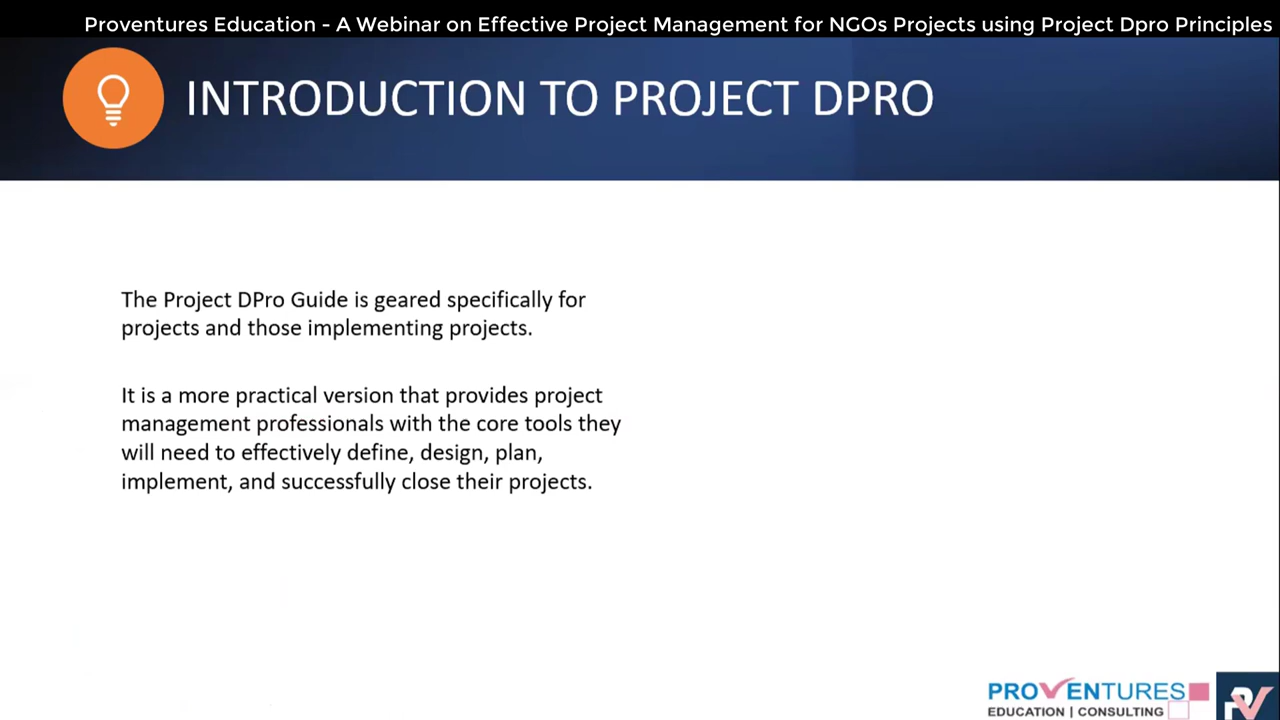 Proventures Education - A Webinar on Effective Project Management for NGOs Projects using Project Dpro Principles
INTRODUCTION TO PROJECT DPRO
The Project DPro Guide is geared specifically for
projects and those implementing projects.
It is a more practical version that provides project
management professionals with the core tools they
will need to effectively define, design, plan,
implement, and successfully close their projects.
PROVENTURES
EDUCATION | CONSULTING
PV